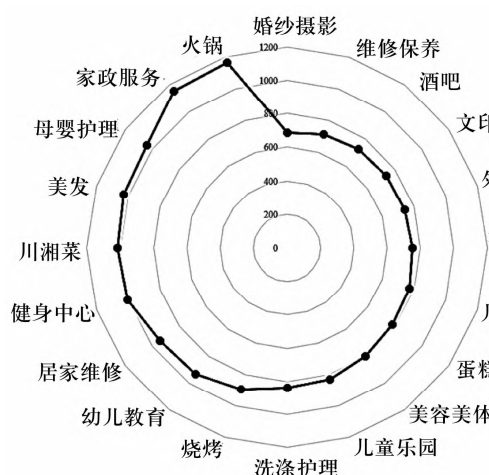 婚纱摄影
维修保养
酒吧
文印
蛋糕
美容美体
儿童乐园
洗涤护理
烧烤
幼儿教育
居家维修
健身中心
川湘菜
美发
母婴护理
家政服务
火锅
1200
1000
800
600
400
200
0